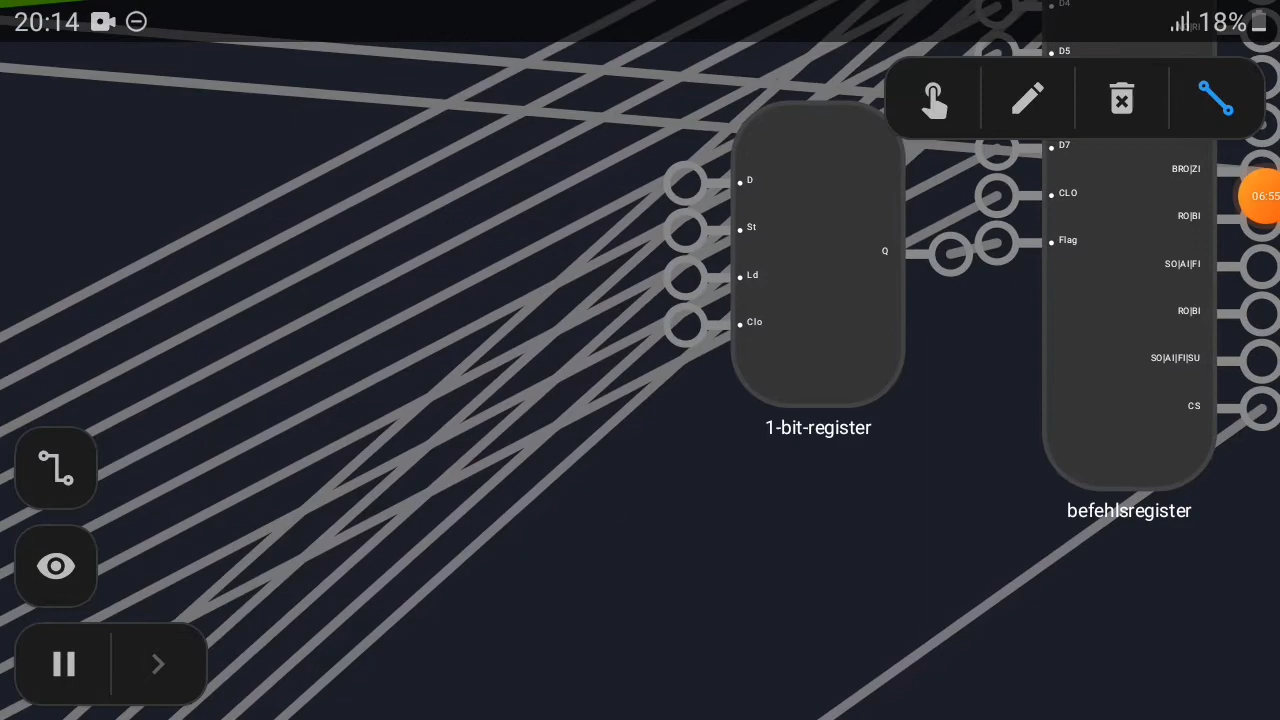 20:14
18%
D4
D5
D7
BRO|ZI
D
CLO
06:55
RO|BI
St
Flag
Q
SO|AI|FI
Ld
RO|BI
Clo
SO|AI|FI|SU
CS
1-bit-register
befehlsregister